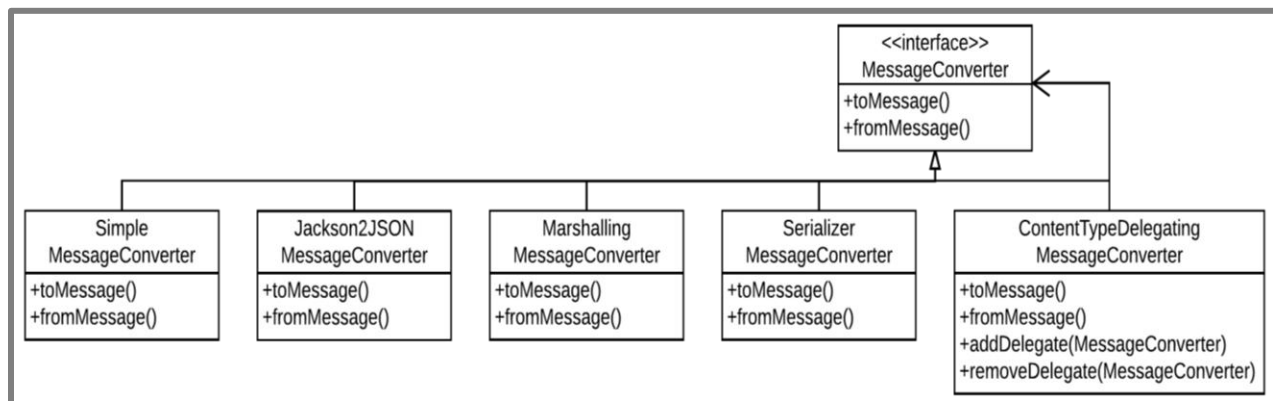 <<interface>>
MessageConverter
+toMessage()
+fromMessage()
Simple
MessageConverter
+toMessage()
+fromMessage()
Jackson2JSON
MessageConverter
+toMessage()
+fromMessage()
Marshalling
MessageConverter
+toMessage()
+fromMessage()
Serializer
MessageConverter
+toMessage()
+fromMessage()
ContentTypeDelegating
MessageConverter
+toMessage()
+fromMessage()
+addDelegate(MessageConverter)
+removeDelegate(MessageConverter)